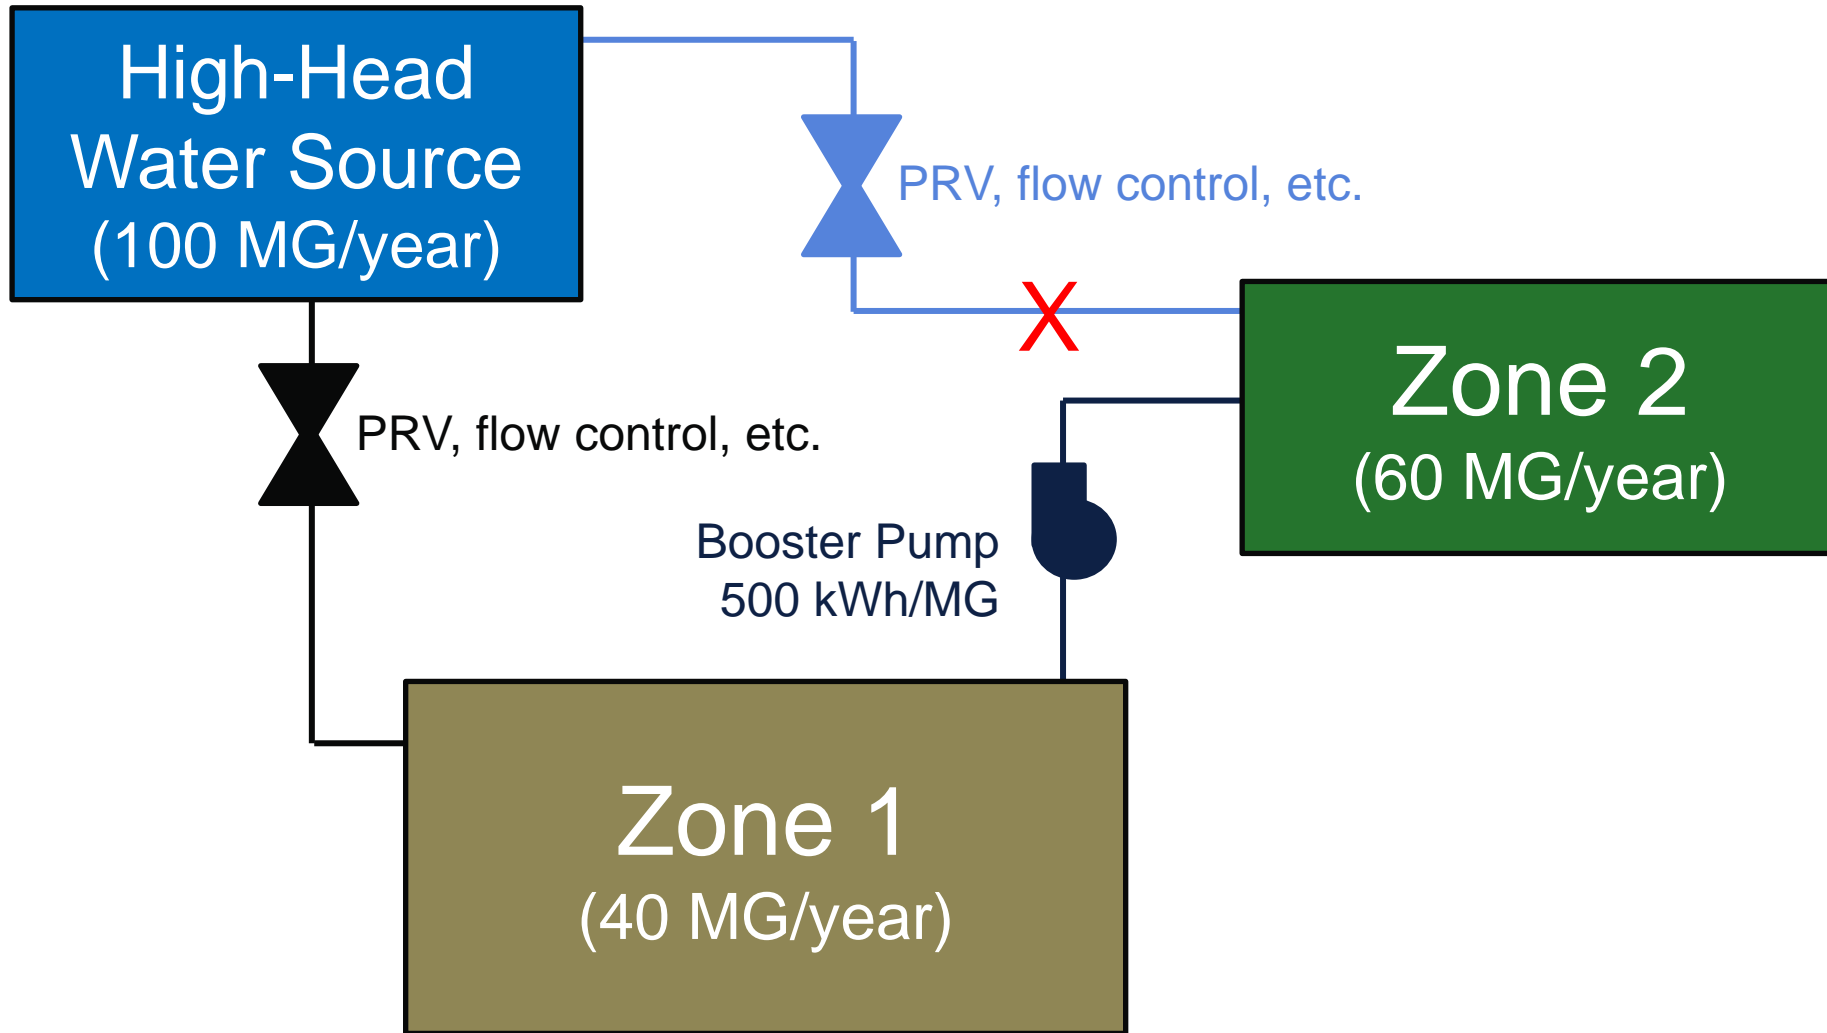 High-Head
Water Source
(100 MG/year)
PRV, flow control, etc.
X
Zone 2
(60 MG/year)
PRV, flow control, etc.
Booster Pump
500 kWh/MG
Zone 1
(40 MG/year)